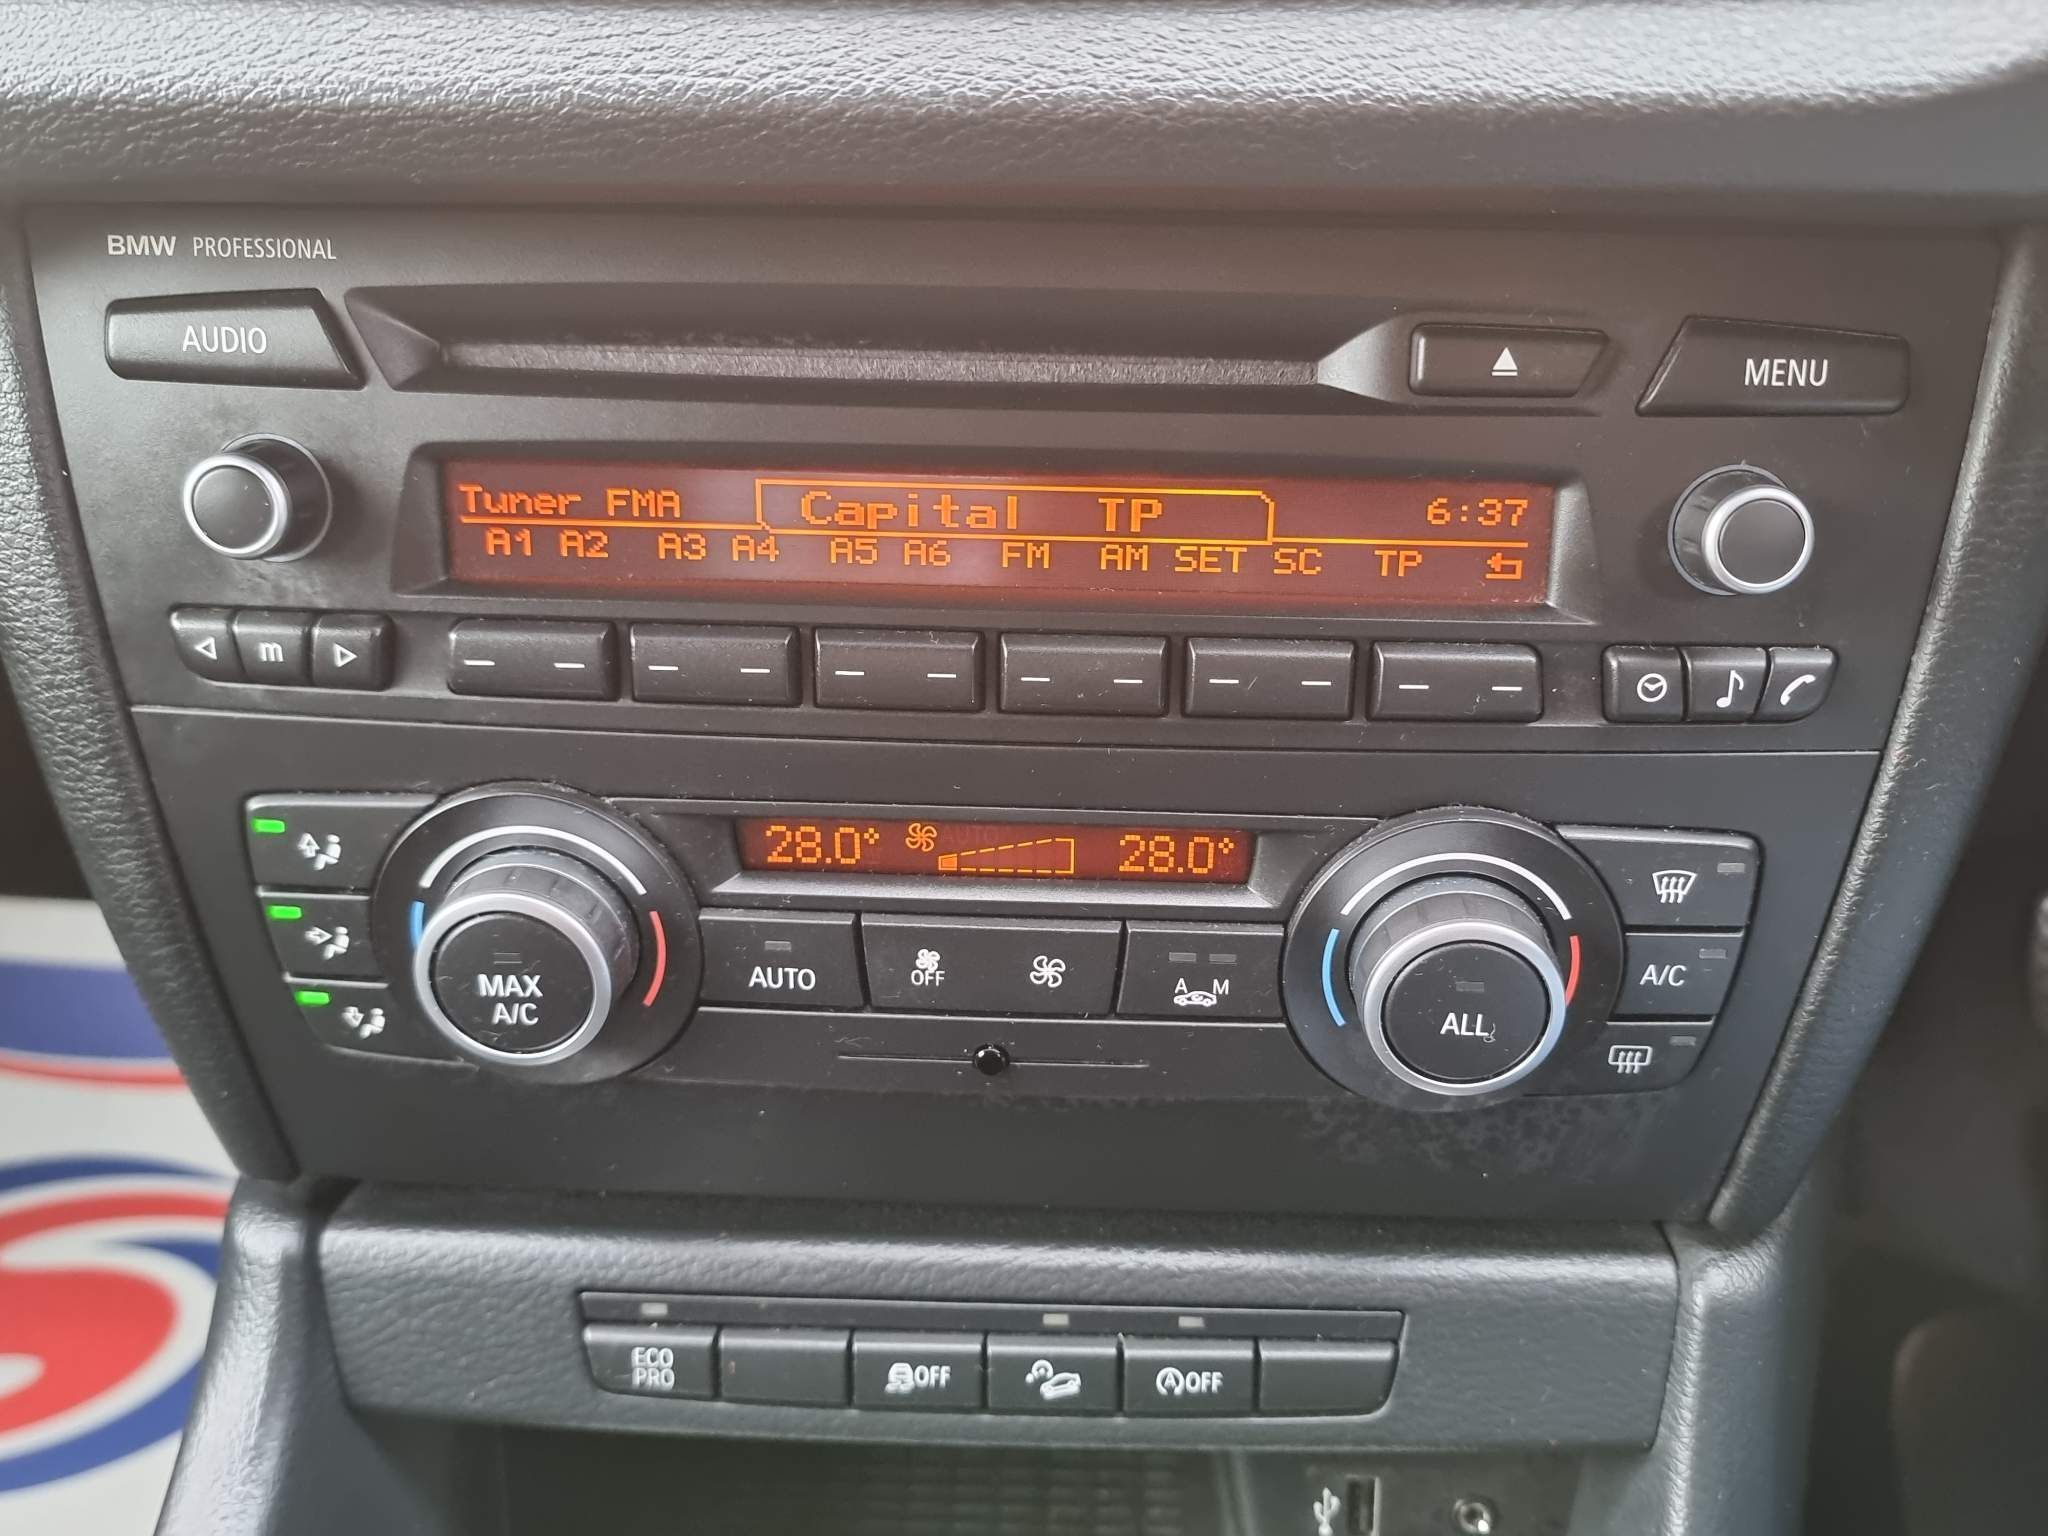 BMW PROFESSIONAL
AUDIO
MENU
Tuner FMA Capital TP 6:37
A1 A2 A3 A4 A5 A6 FM AM SET SC TP
m
28.0° AUTO 28.0°
MAX
A/C
AUTO
OFF
A M
ALL
A/C
ECO
PRO
OFF
A OFF